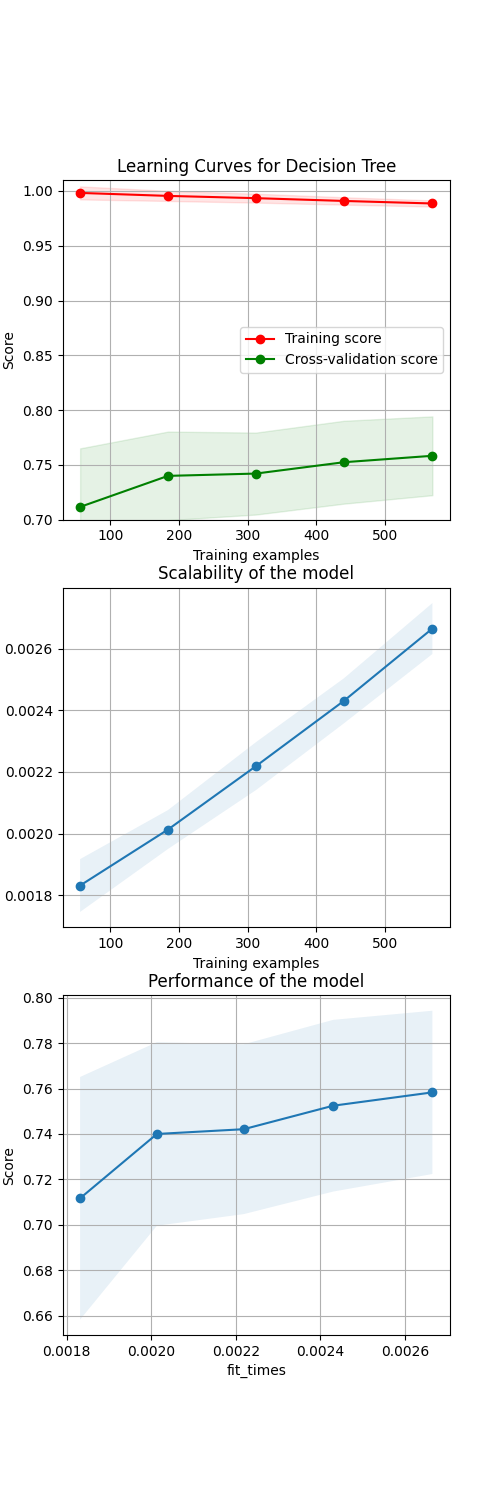 Learning Curves for Decision Tree
1.00
0.95
0.90
0.85
0.80
0.75
0.70
Score
Training score
Cross-validation score
100 200 300 400 500
Training examples
Scalability of the model
0.0026
0.0024
0.0022
0.0020
0.0018
100 200 300 400 500
Training examples
Performance of the model
0.80
0.78
0.76
0.74
0.72
0.70
0.68
0.66
Score
0.0018 0.0020 0.0022 0.0024 0.0026
fit_times